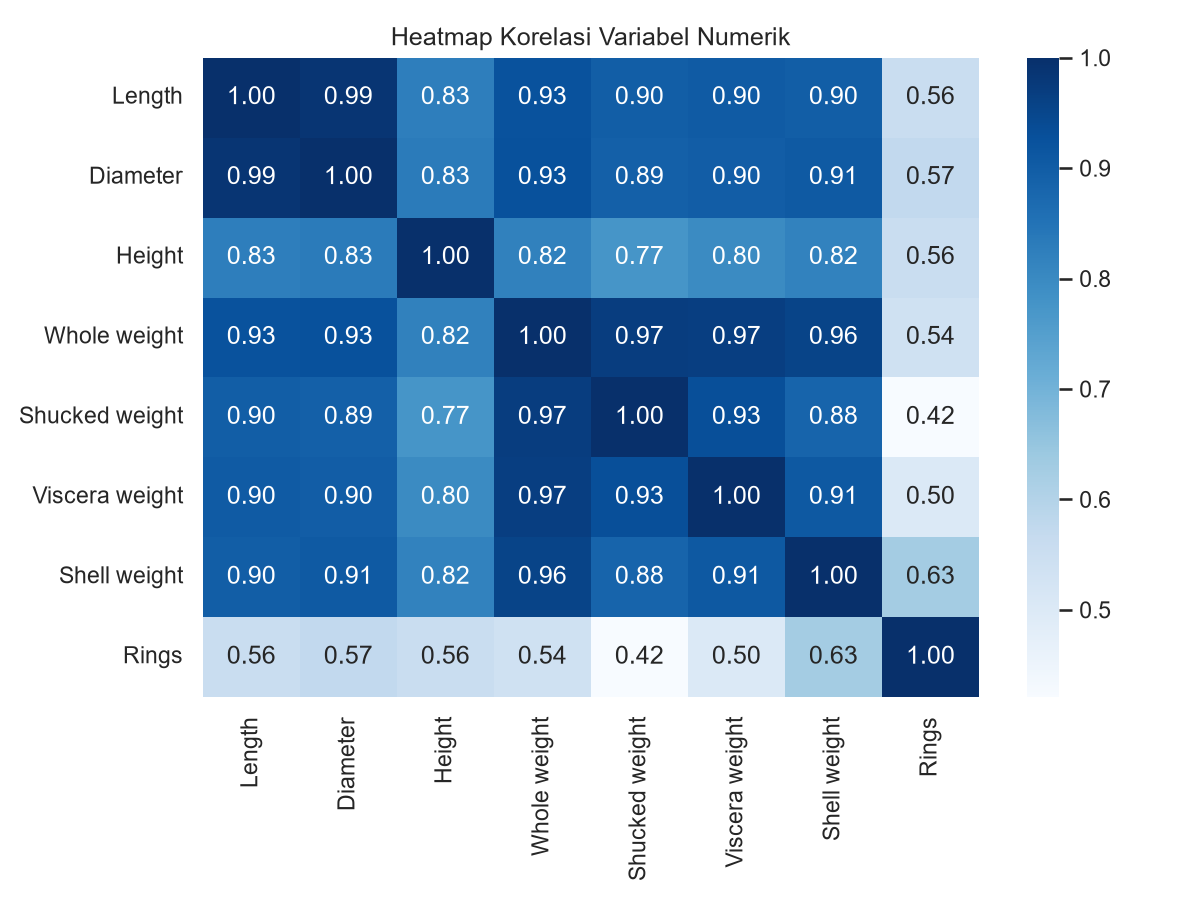 Heatmap Korelasi Variabel Numerik
Length 1.00 0.99 0.83 0.93 0.90 0.90 0.90 0.56
Diameter 0.99 1.00 0.83 0.93 0.89 0.90 0.91 0.57
Height 0.83 0.83 1.00 0.82 0.77 0.80 0.82 0.56
Whole weight 0.93 0.93 0.82 1.00 0.97 0.97 0.96 0.54
Shucked weight 0.90 0.89 0.77 0.97 1.00 0.93 0.88 0.42
Viscera weight 0.90 0.90 0.80 0.97 0.93 1.00 0.91 0.50
Shell weight 0.90 0.91 0.82 0.96 0.88 0.91 1.00 0.63
Rings 0.56 0.57 0.56 0.54 0.42 0.50 0.63 1.00
Length
Diameter
Height
Whole weight
Shucked weight
Viscera weight
Shell weight
Rings
1.0
0.9
0.8
0.7
0.6
0.5